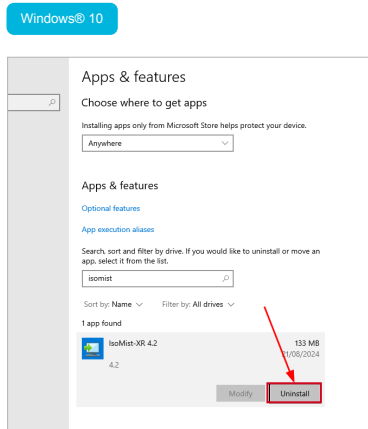 Windows® 10
Apps & features
Choose where to get apps
Installing apps only from Microsoft Store helps protect your device.
Anywhere
Apps & features
Optional features
App execution aliases
Search, sort and filter by drive. If you would like to uninstall or move an
app, select it from the list.
isomist
Sort by: Name
Filter by: All drives
1 app found
IsoMist-XR 4.2
133 MB
21/08/2024
4.2
Modify
Uninstall